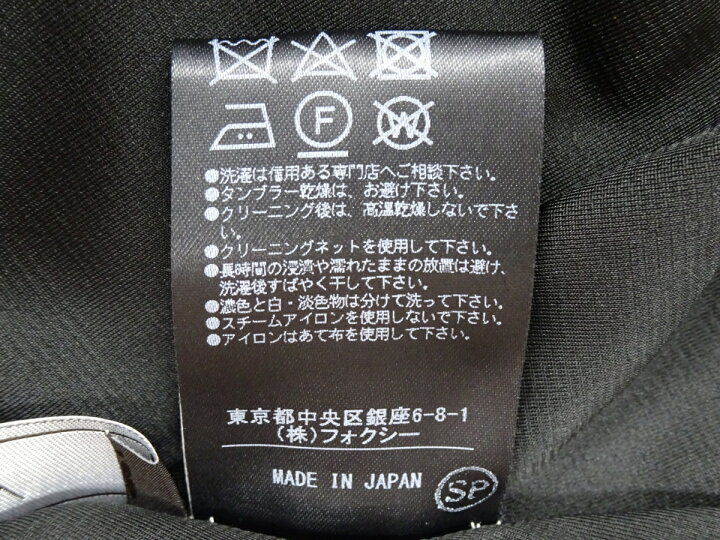 F
W
●洗濯は信用ある専門店へご相談下さい。
●タンブラー乾燥は、お避け下さい。
●クリーニング後は、高温乾燥しないで下さ
い。
●クリーニングネットを使用して下さい。
●長時間の浸漬や濡れたままの放置は避け、
洗濯後すばやく干して下さい。
●濃色と白・淡色物は分けて洗って下さい。
●スチームアイロンを使用しないで下さい。
●アイロンはあて布を使用して下さい。
東京都中央区銀座6-8-1
(株)フォクシー
MADE IN JAPAN
SP